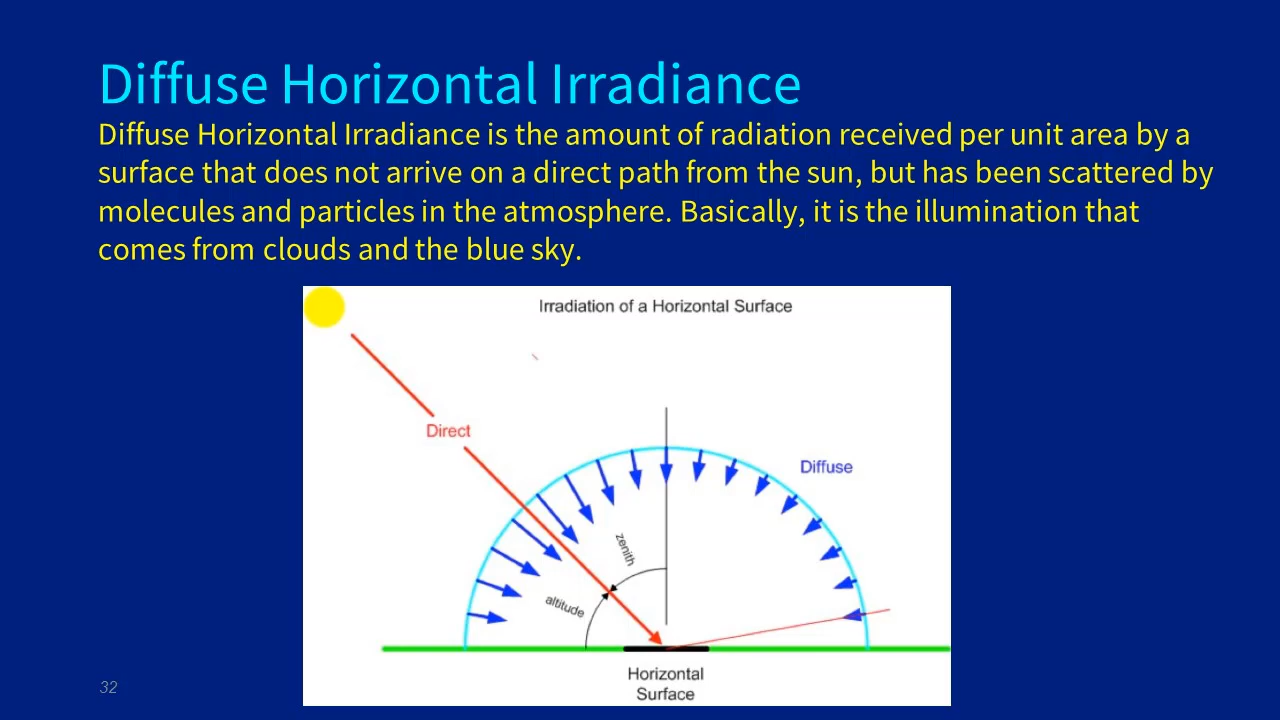 Diffuse Horizontal Irradiance
Diffuse Horizontal Irradiance is the amount of radiation received per unit area by a
surface that does not arrive on a direct path from the sun, but has been scattered by
molecules and particles in the atmosphere. Basically, it is the illumination that
comes from clouds and the blue sky.
Irradiation of a Horizontal Surface
Direct
Diffuse
zenith
altitude
Horizontal
Surface
32